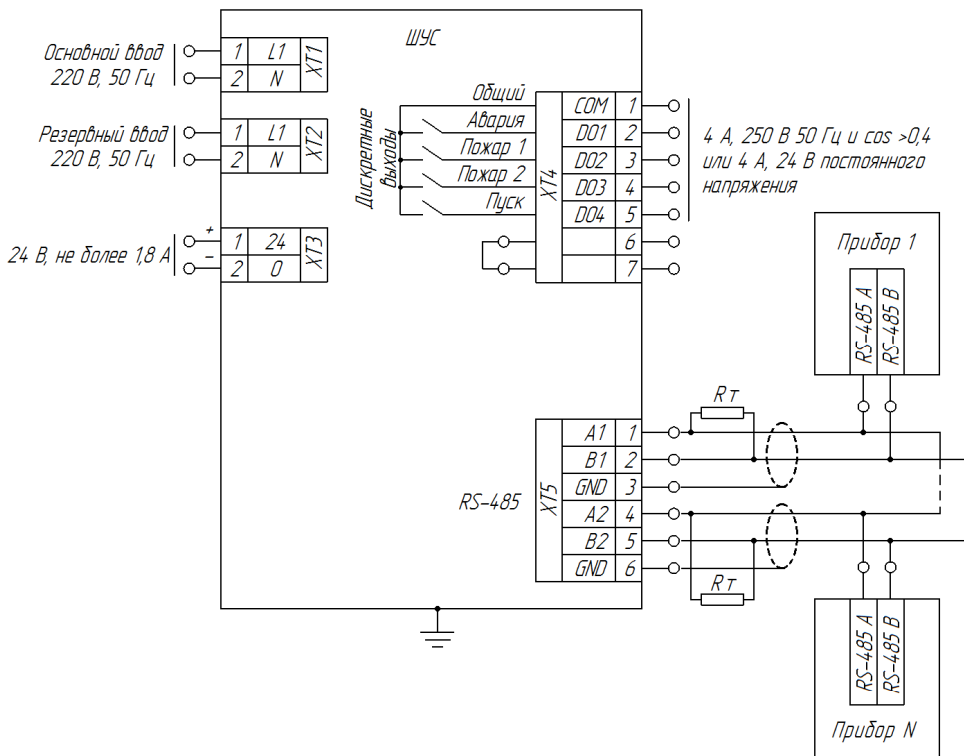 ШУС
Основной ввод
220 В, 50 Гц
1 L1
2 N
XT1
Резервный ввод
220 В, 50 Гц
1 L1
2 N
XT2
+
-
24 В, не более 1,8 А
1 24
2 0
XT3
Дискретные
выходы
Общий
Авария
Пожар 1
Пожар 2
Пуск
XT4
COM 1
DO1 2
DO2 3
DO3 4
DO4 5
6
7
4 А, 250 В 50 Гц и cos >0,4
или 4 А, 24 В постоянного
напряжения
Прибор 1
RS-485 A
RS-485 B
RS-485
XT5
A1 1
B1 2
GND 3
A2 4
B2 5
GND 6
Rт
Rт
RS-485 A
RS-485 B
Прибор N